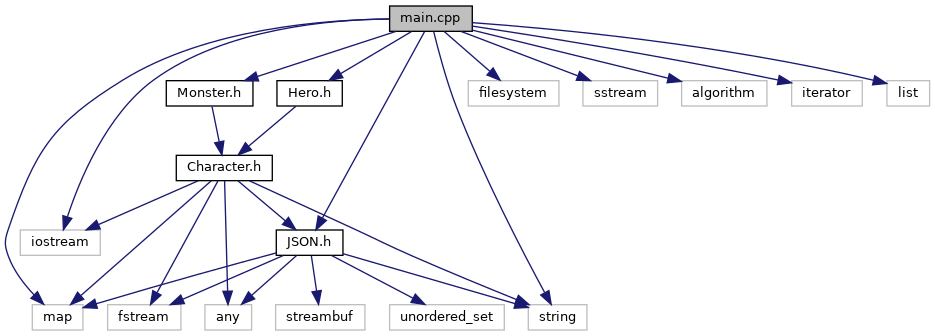 main.cpp
Monster.h
Hero.h
filesystem
sstream
algorithm
iterator
list
Character.h
iostream
JSON.h
map
fstream
any
streambuf
unordered_set
string